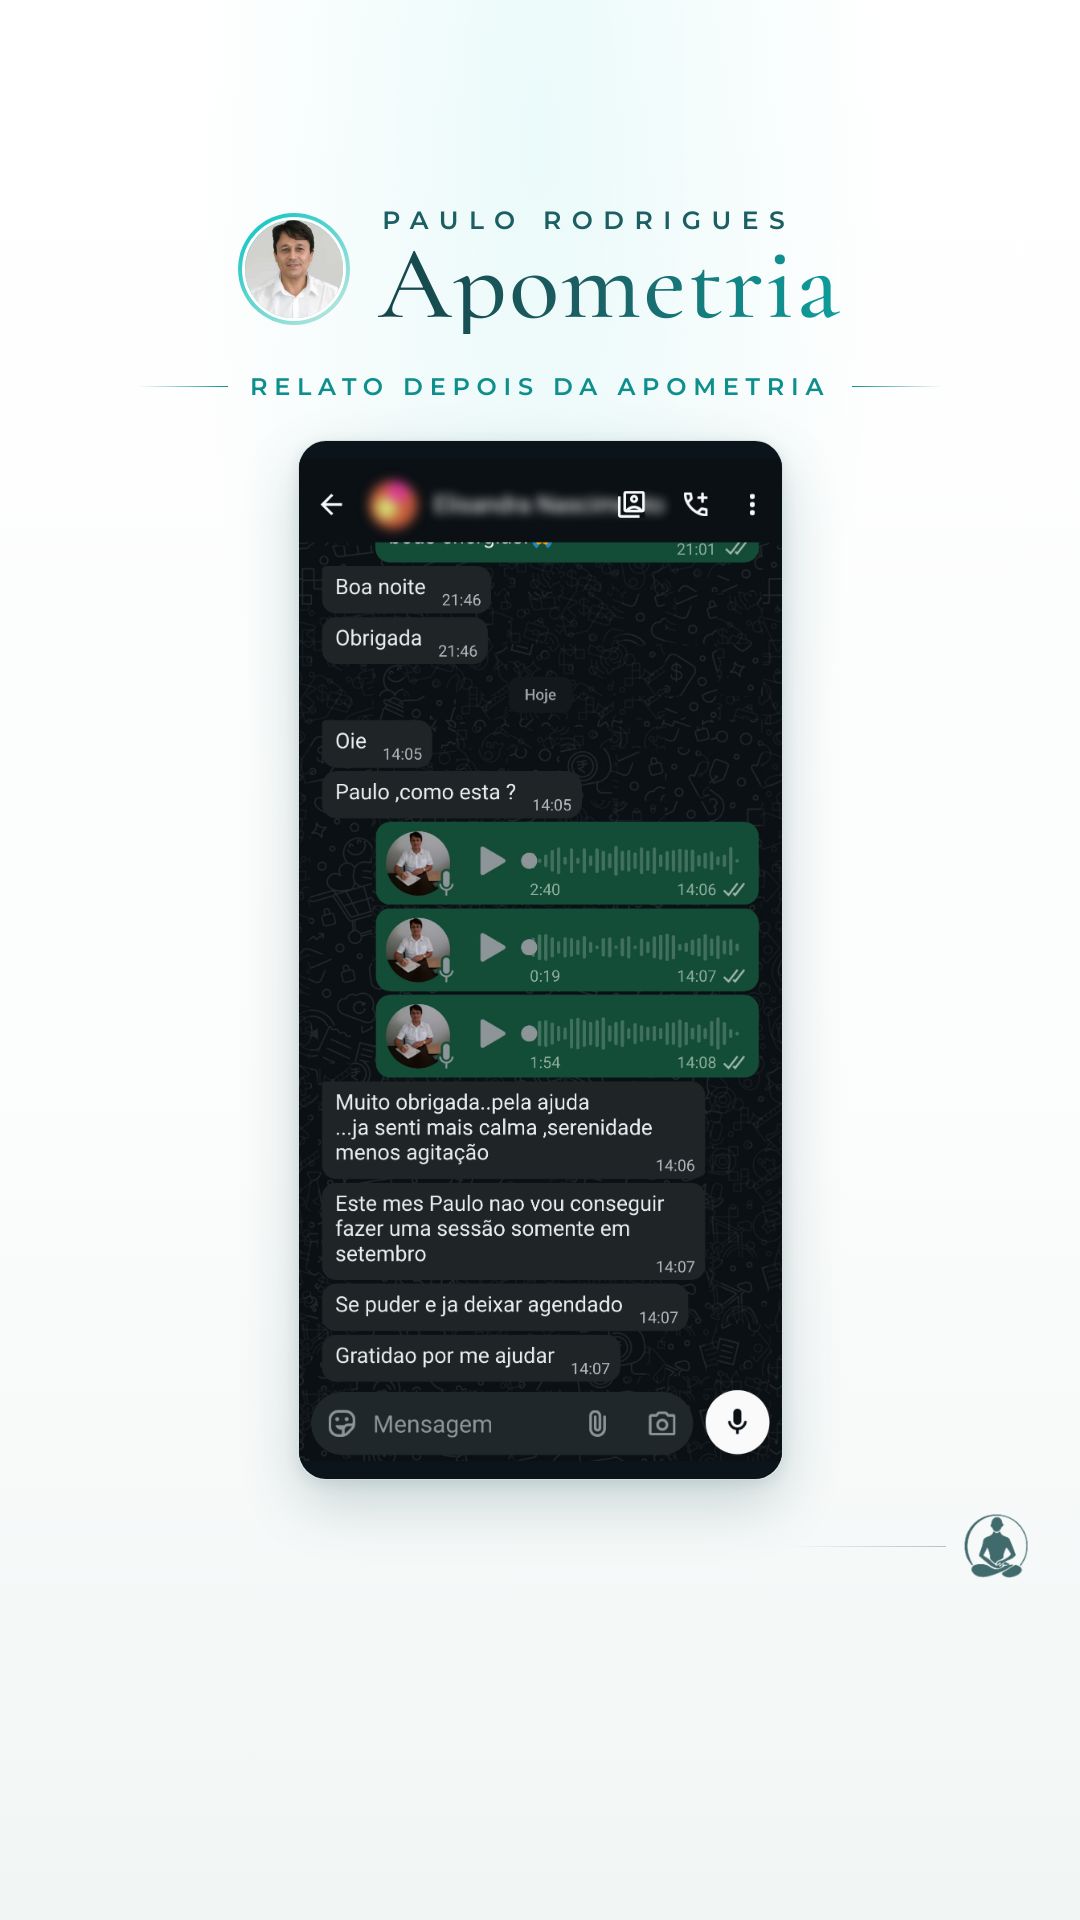 PAULO RODRIGUES
Apometria
RELATO DEPOIS DA APOMETRIA
21:01
Boa noite 21:46
Obrigada 21:46
Hoje
Oie 14:05
Paulo ,como esta ? 14:05
2:40 14:06
0:19 14:07
1:54 14:08
Muito obrigada..pela ajuda
...ja senti mais calma ,serenidade
menos agitação
14:06
Este mes Paulo nao vou conseguir
fazer uma sessão somente em
setembro
14:07
Se puder e ja deixar agendado 14:07
Gratidao por me ajudar 14:07
Mensagem